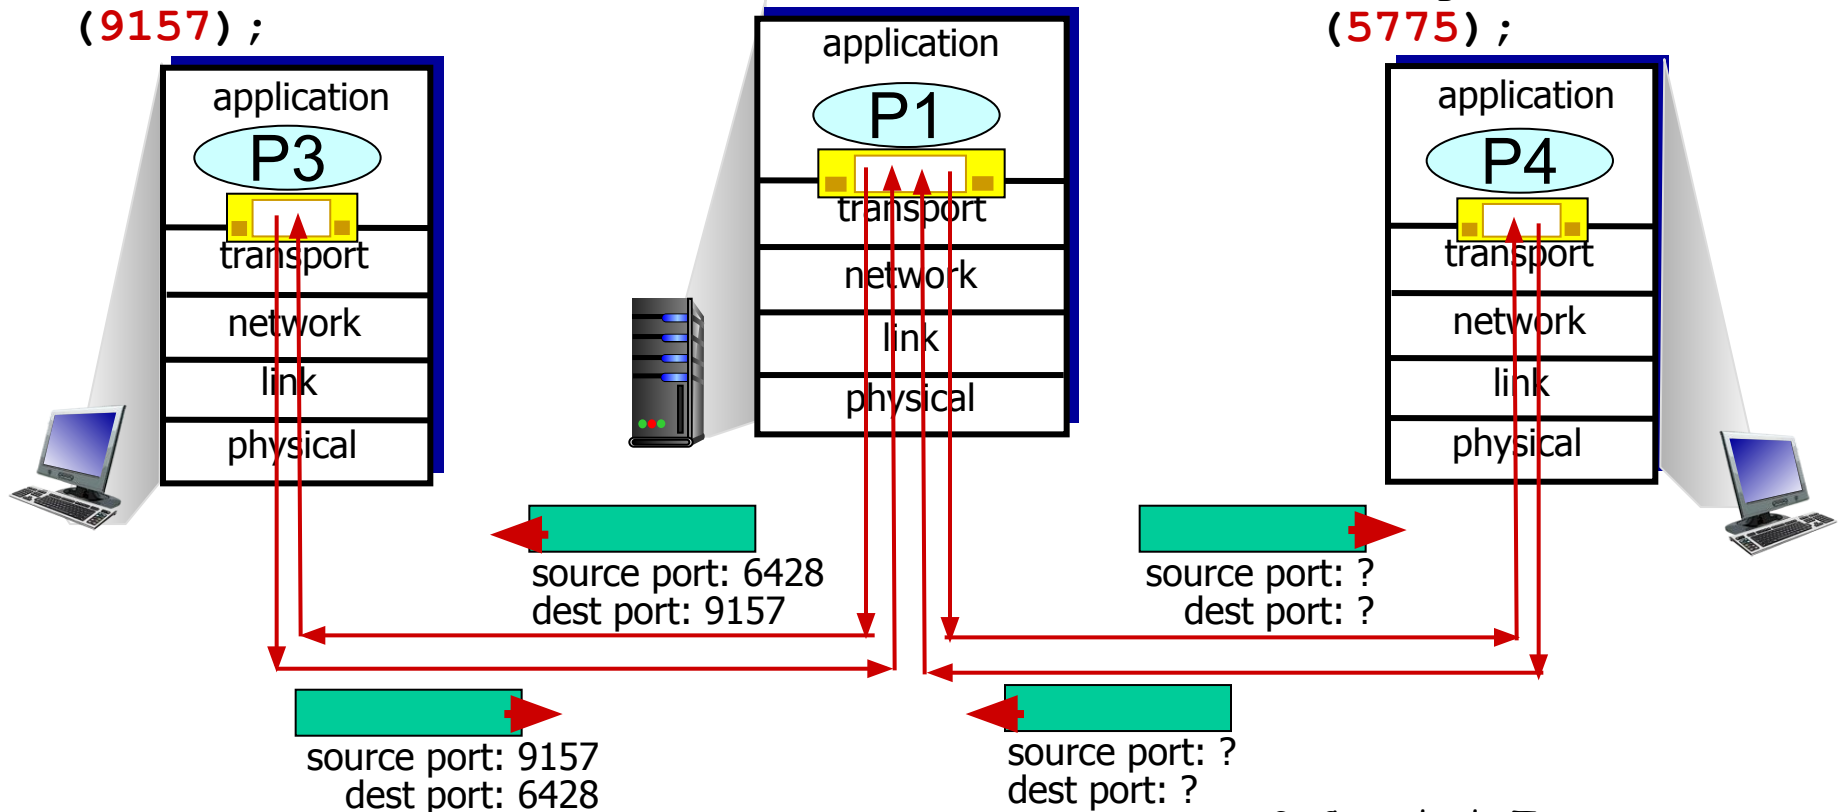 (9157);
application
P3
transport
network
link
physical
application
P1
transport
network
link
physical
(5775);
application
P4
transport
network
link
physical
source port: 6428
dest port: 9157
source port: ?
dest port: ?
source port: 9157
dest port: 6428
source port: ?
dest port: ?